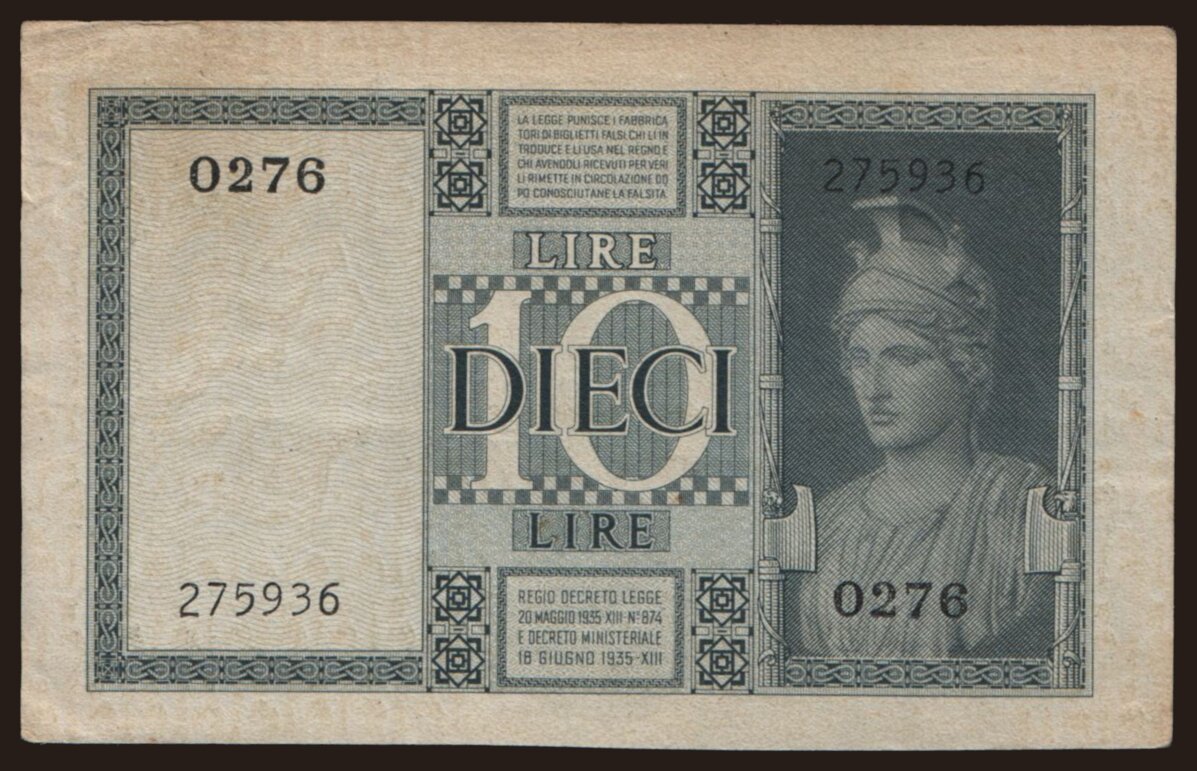 0276
275936
LA LEGGE PUNISCE I FABBRICA
TORI DI BIGLIETTI FALSI, CHI LI IN
TRODUCE E LI USA NEL REGNO E
CHI AVENDOLI RICEVUTI PER VERI
LI RIMETTE IN CIRCOLAZIONE DO
PO CONOSCIUTANE LA FALSITA
LIRE
10
DIECI
LIRE
REGIO DECRETO LEGGE
20 MAGGIO 1935 XIII Nº 874
E DECRETO MINISTERIALE
18 GIUGNO 1935-XIII
275936
0276